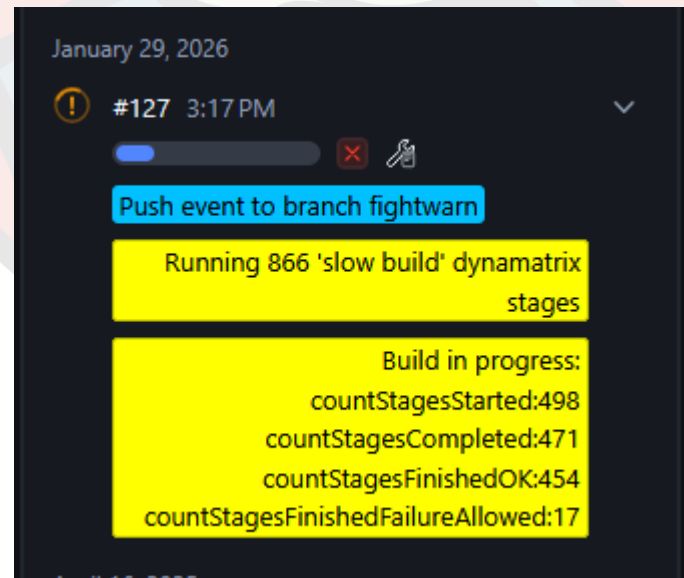 January 29, 2026
#127 3:17 PM
Push event to branch fightwarn
Running 866 'slow build' dynamatrix
stages
Build in progress:
countStagesStarted:498
countStagesCompleted:471
countStagesFinishedOK:454
countStagesFinishedFailureAllowed:17